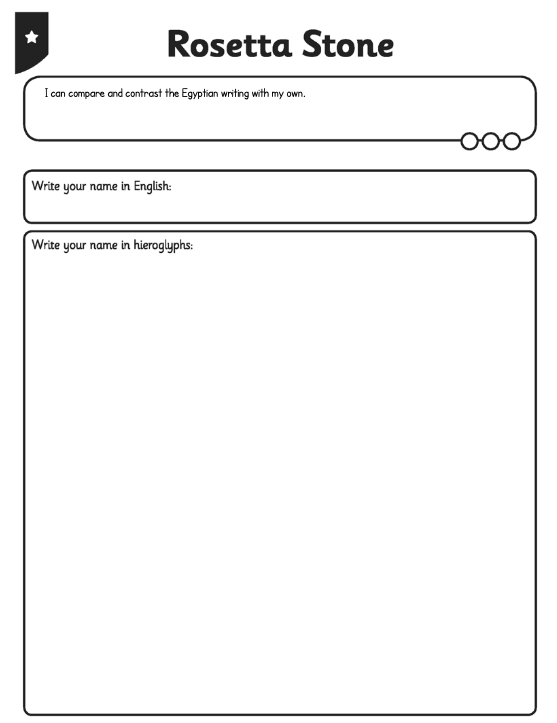 Rosetta Stone
I can compare and contrast the Egyptian writing with my own.
Write your name in English:
Write your name in hieroglyphs: